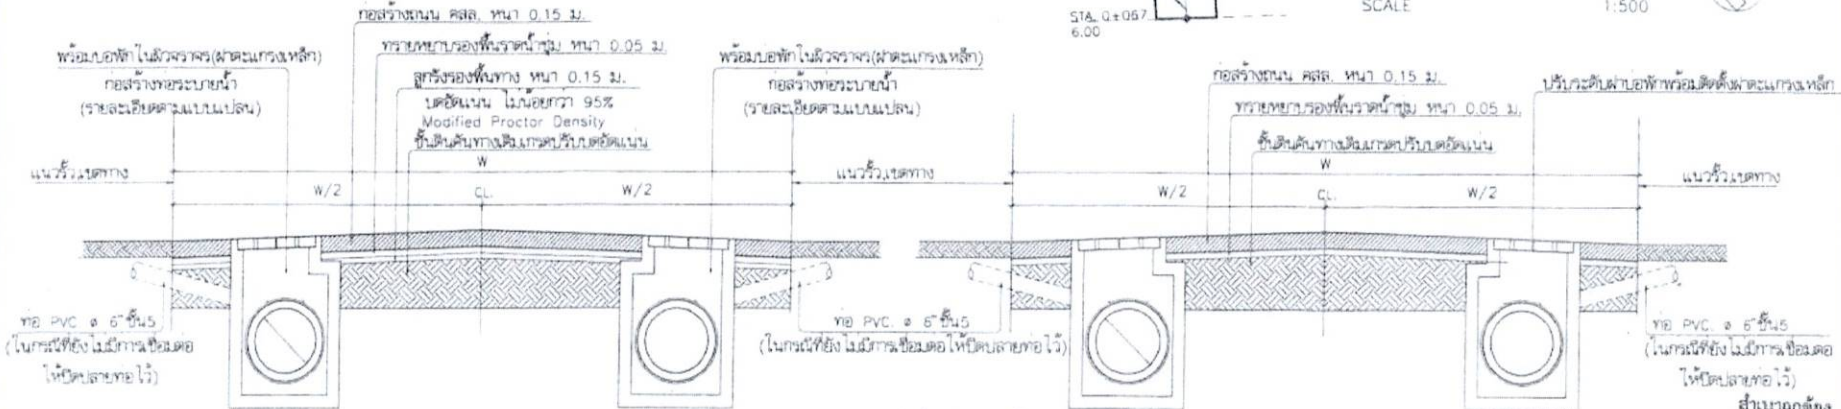 SCALE 1:500
STA. 0+067
6.00
ก่อสร้างถนน คสล. หนา 0.15 ม.
ทรายหยาบรองพื้นราดน้ำชุ่ม หนา 0.05 ม.
ลูกรังรองพื้นทาง หนา 0.15 ม.
บดอัดแน่น ไม่น้อยกว่า 95%
Modified Proctor Density
ชั้นดินคันทางเดิมเกรดปรับบดอัดแน่น
พร้อมบ่อพักในผิวจราจร(ฝาตะแกรงเหล็ก)
ก่อสร้างท่อระบายน้ำ
(รายละเอียดตามแบบแปลน)
พร้อมบ่อพักในผิวจราจร(ฝาตะแกรงเหล็ก)
ก่อสร้างท่อระบายน้ำ
(รายละเอียดตามแบบแปลน)
แนวรั้ว,เขตทาง
W
W/2
CL.
W/2
แนวรั้ว,เขตทาง
ท่อ PVC. ø 6" ชั้น5
(ในกรณีที่ยังไม่มีการเชื่อมต่อ
ให้ปิดปลายท่อไว้)
ท่อ PVC. ø 6" ชั้น5
(ในกรณีที่ยังไม่มีการเชื่อมต่อให้ปิดปลายท่อไว้)
ก่อสร้างถนน คสล. หนา 0.15 ม.
ทรายหยาบรองพื้นราดน้ำชุ่ม หนา 0.05 ม.
ชั้นดินคันทางเดิมเกรดปรับบดอัดแน่น
ปรับระดับฝาบ่อพักพร้อมติดตั้งฝาตะแกรงเหล็ก
W
W/2
CL.
W/2
แนวรั้ว,เขตทาง
ท่อ PVC. ø 6" ชั้น5
(ในกรณีที่ยังไม่มีการเชื่อมต่อ
ให้ปิดปลายท่อไว้)
สำเนาถูกต้อง